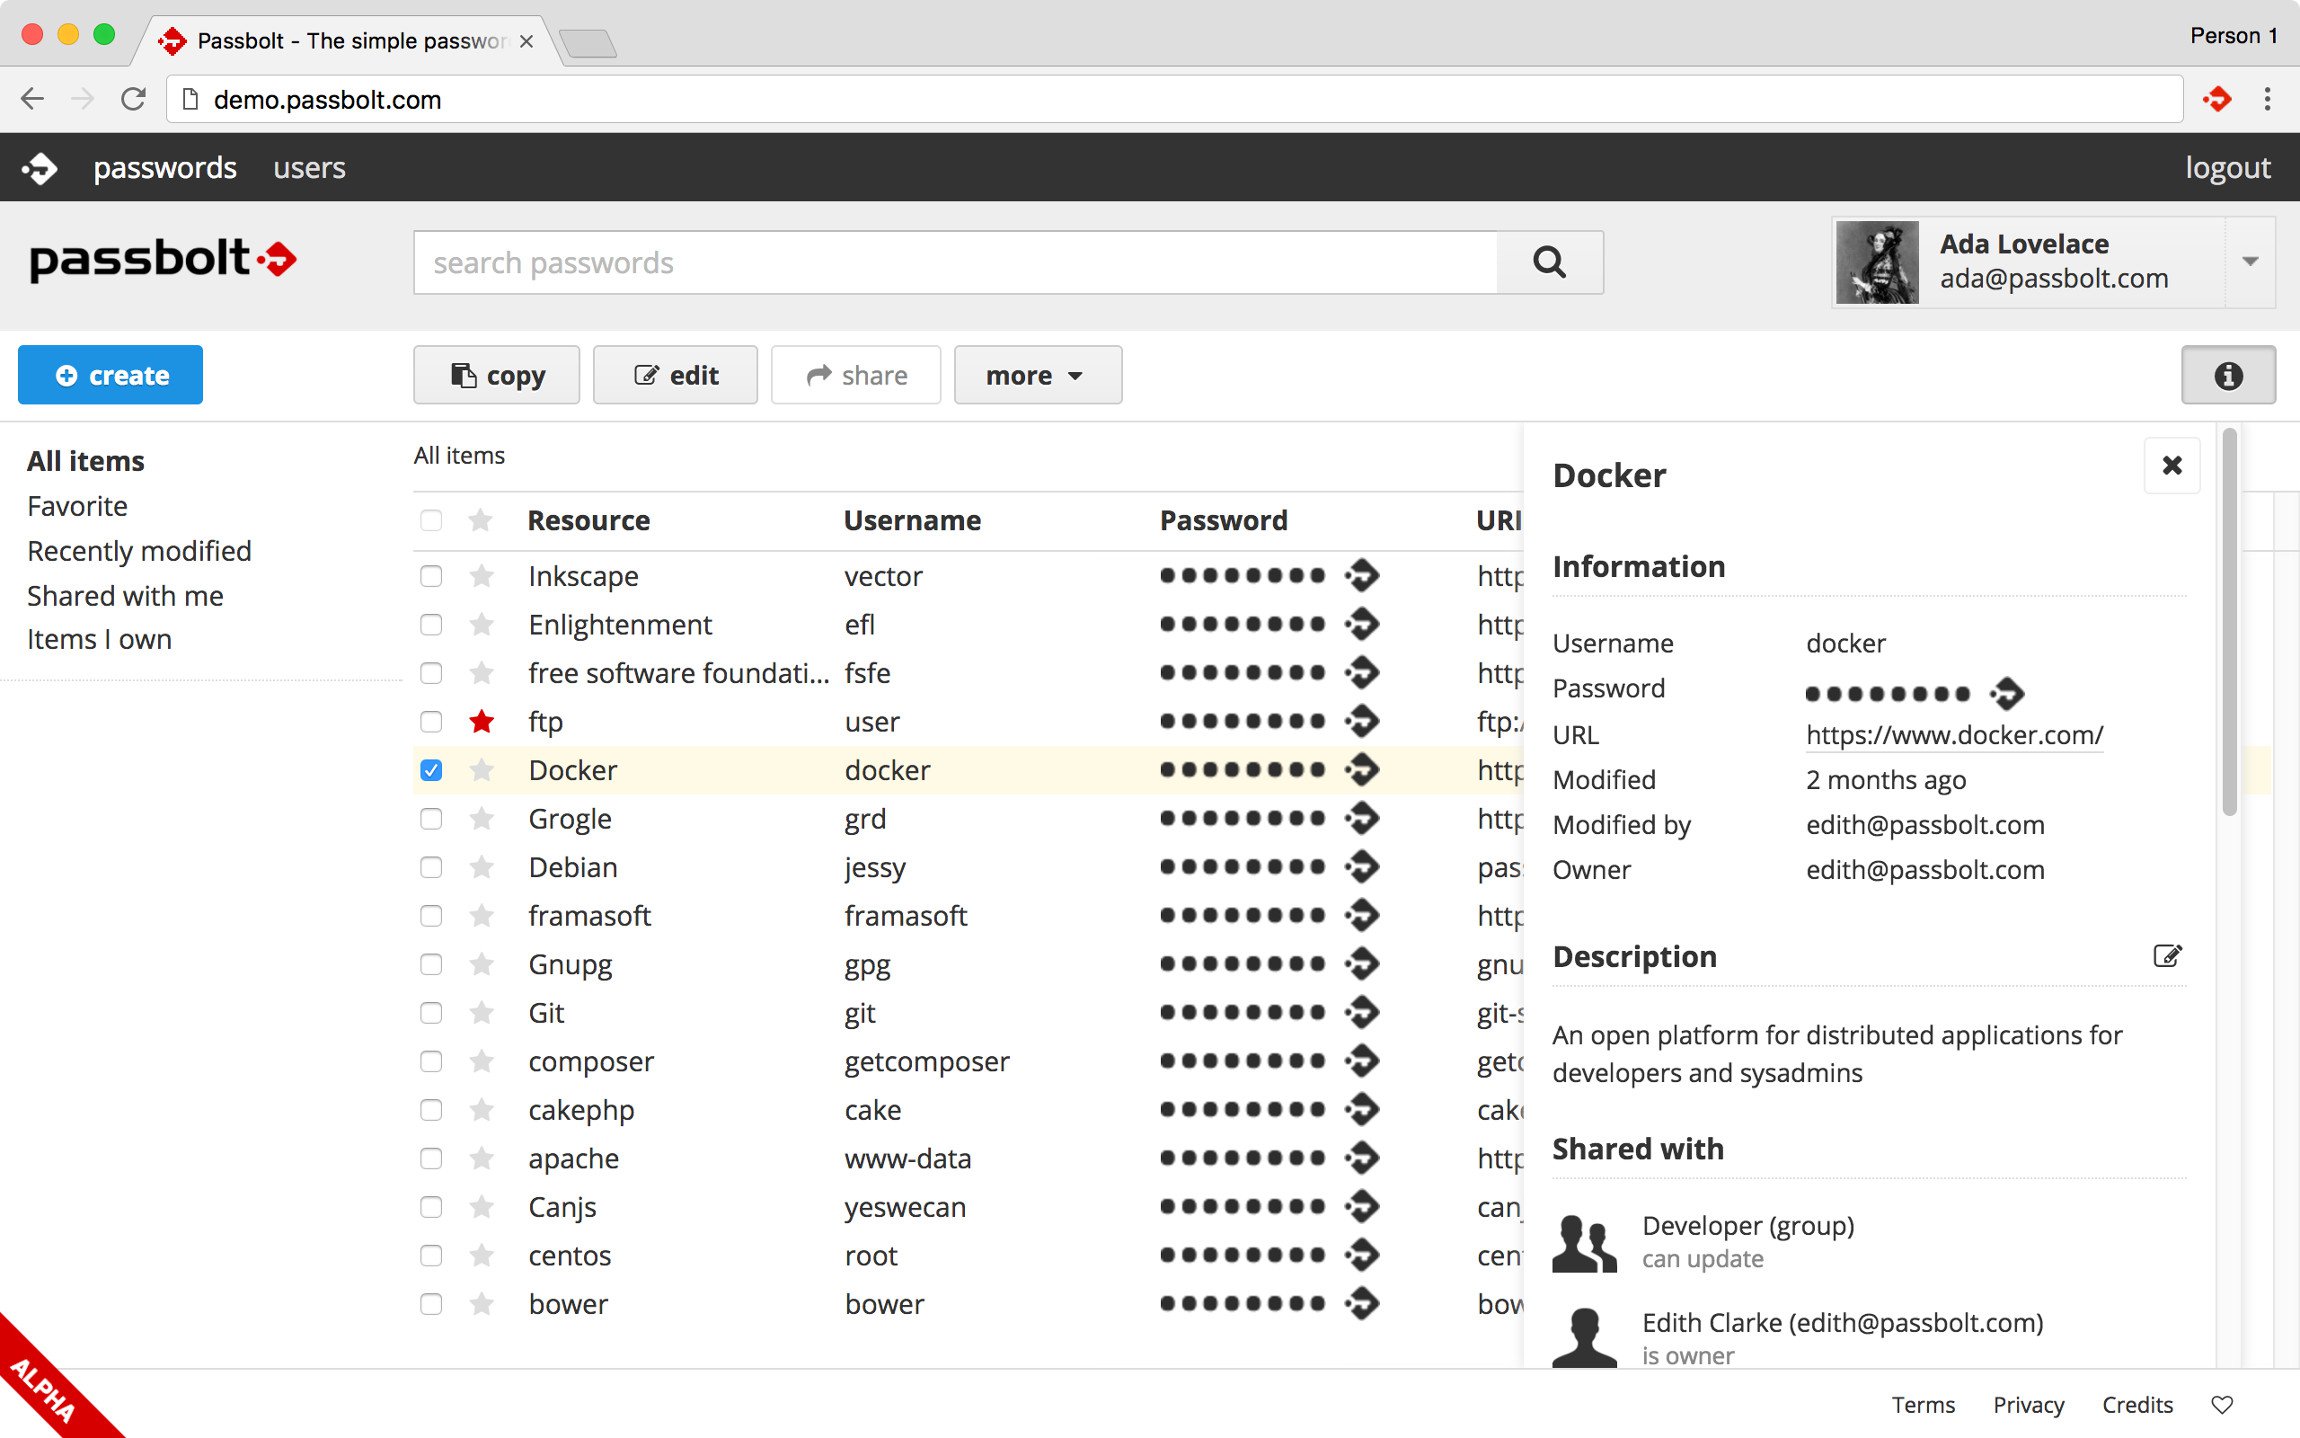 Passbolt - The simple passwor
Person 1
demo.passbolt.com
passwords users logout
passbolt
search passwords
Ada Lovelace
ada@passbolt.com
create
copy edit share more
All items
Favorite
Recently modified
Shared with me
Items I own
All items
Resource Username Password URI
Inkscape vector http
Enlightenment efl http
free software foundati... fsfe http
ftp user ftp:/
Docker docker http
Grogle grd http
Debian jessy pas
framasoft framasoft http
Gnupg gpg gnu
Git git git-s
composer getcomposer getc
cakephp cake cake
apache www-data http
Canjs yeswecan canj
centos root cent
bower bower bow
Docker
Information
Username docker
Password
URL https://www.docker.com/
Modified 2 months ago
Modified by edith@passbolt.com
Owner edith@passbolt.com
Description
An open platform for distributed applications for
developers and sysadmins
Shared with
Developer (group)
can update
Edith Clarke (edith@passbolt.com)
is owner
ALPHA
Terms Privacy Credits